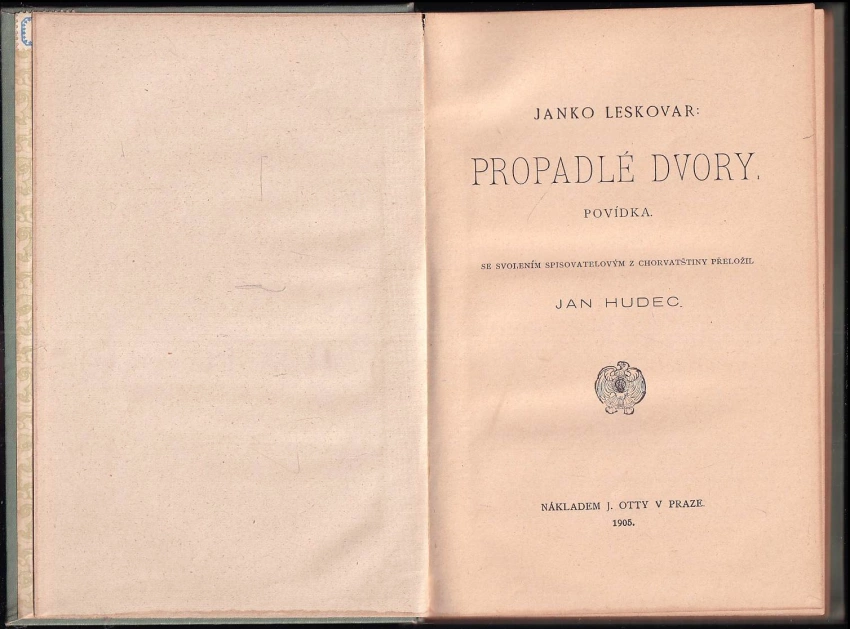 JANKO LESKOVAR:
PROPADLÉ DVORY.
POVÍDKA.
SE SVOLENÍM SPISOVATELOVÝM Z CHORVATŠTINY PŘELOŽIL
JAN HUDEC.
NÁKLADEM J. OTTY V PRAZE.
1905.